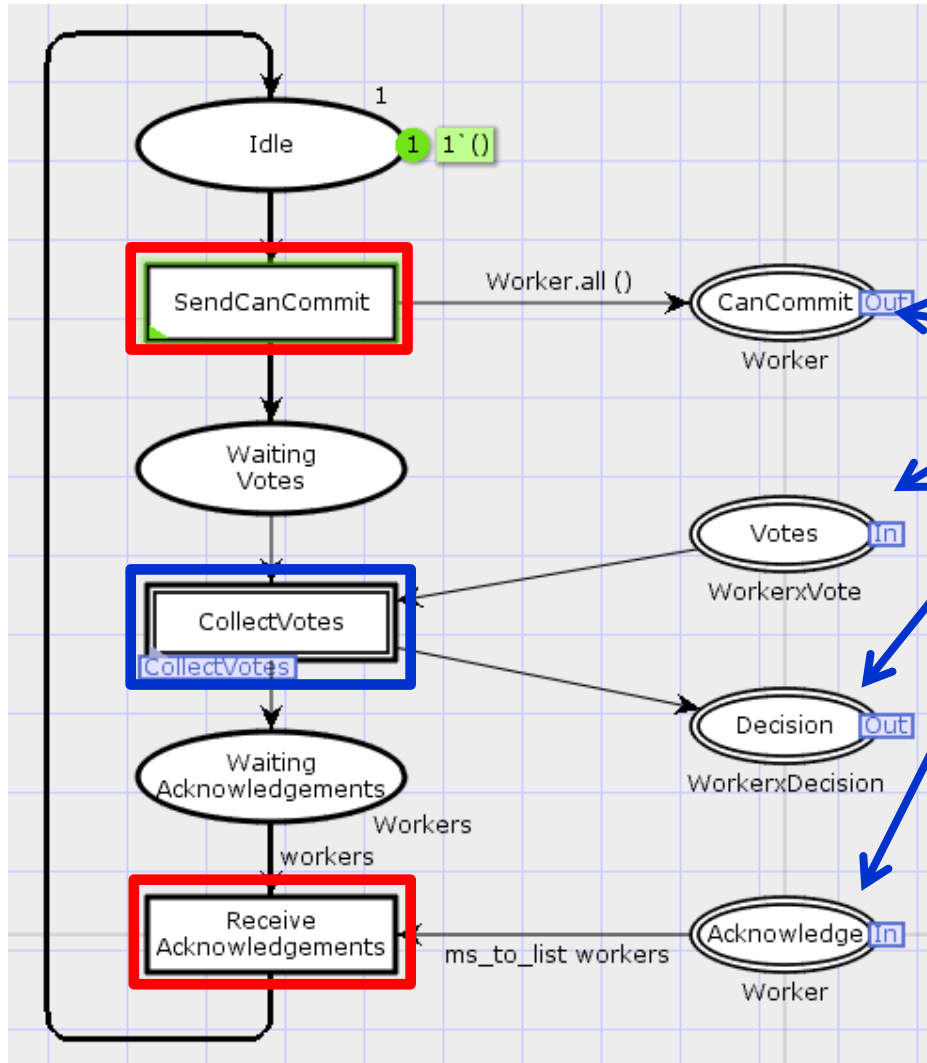 1
Idle
1
1`()
SendCanCommit
Worker.all ()
CanCommit
Out
Worker
Waiting
Votes
Votes
In
WorkerxVote
CollectVotes
CollectVotes
Decision
Out
WorkerxDecision
Waiting
Acknowledgements
Workers
workers
Receive
Acknowledgements
ms_to_list workers
Acknowledge
In
Worker